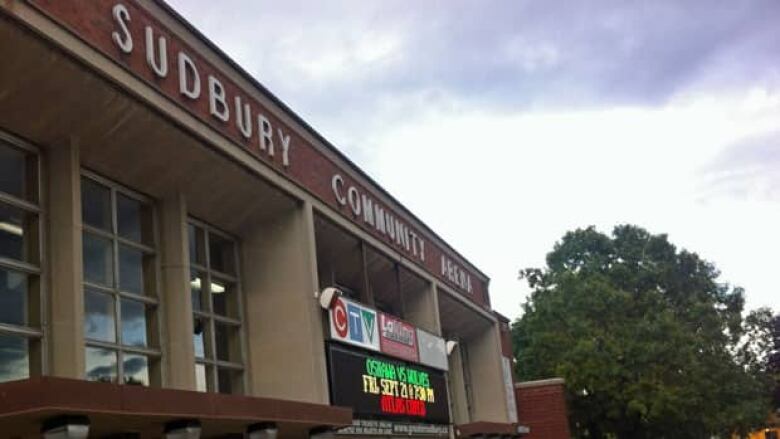 SUDBURY COMMUNITY ARENA
CTV
OSHAWA VS WOLVES
FRI. SEPT 21 @ 7:30 PM